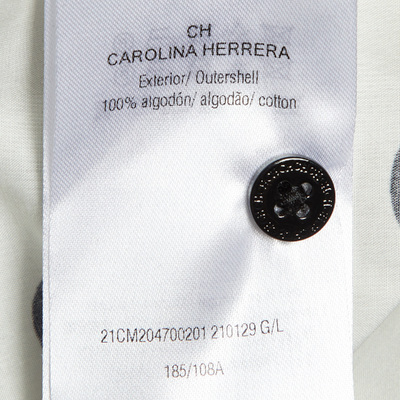 CH
CAROLINA HERRERA
Exterior/ Outershell
100% algodón/ algodão/ cotton
21CM204700201 210129 G/L
185/108A